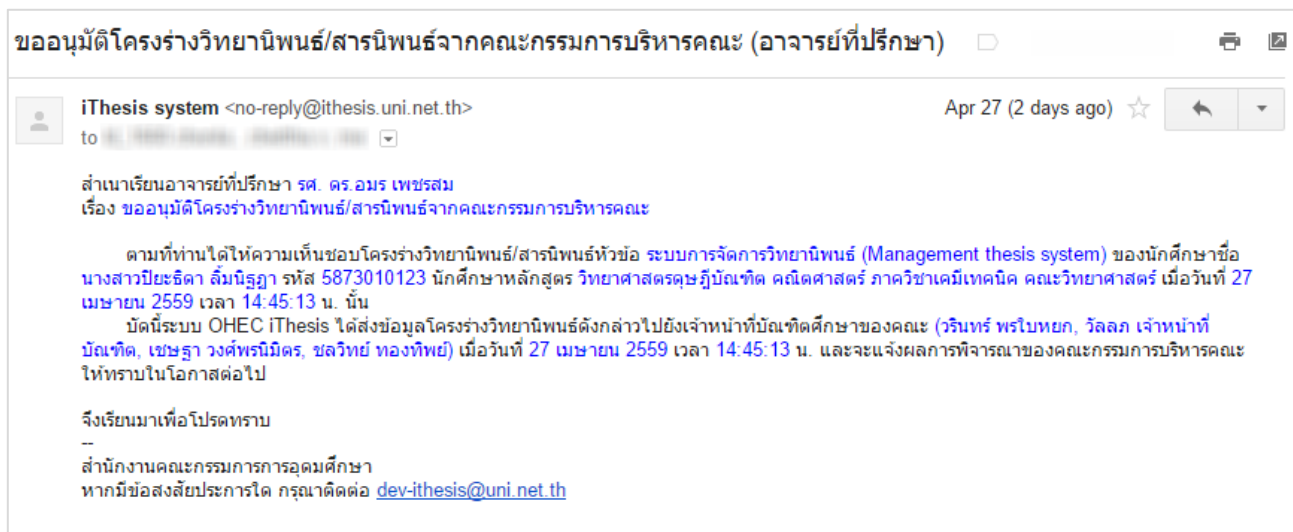 ขออนุมัติโครงร่างวิทยานิพนธ์/สารนิพนธ์จากคณะกรรมการบริหารคณะ (อาจารย์ที่ปรึกษา)
iThesis system <no-reply@ithesis.uni.net.th>
Apr 27 (2 days ago)
to
สำเนาเรียนอาจารย์ที่ปรึกษา รศ. ดร.อมร เพชรสม
เรื่อง ขออนุมัติโครงร่างวิทยานิพนธ์/สารนิพนธ์จากคณะกรรมการบริหารคณะ
ตามที่ท่านได้ให้ความเห็นชอบโครงร่างวิทยานิพนธ์/สารนิพนธ์หัวข้อ ระบบการจัดการวิทยานิพนธ์ (Management thesis system) ของนักศึกษาชื่อ
นางสาวปิยะธิดา ลิ้มนิฐฎา รหัส 5873010123 นักศึกษาหลักสูตร วิทยาศาสตรดุษฎีบัณฑิต คณิตศาสตร์ ภาควิชาเคมีเทคนิค คณะวิทยาศาสตร์ เมื่อวันที่ 27
เมษายน 2559 เวลา 14:45:13 น. นั้น
บัดนี้ระบบ OHEC iThesis ได้ส่งข้อมูลโครงร่างวิทยานิพนธ์ดังกล่าวไปยังเจ้าหน้าที่บัณฑิตศึกษาของคณะ (วรินทร์ พรใบหยก, วัลลภ เจ้าหน้าที่
บัณฑิต, เชษฐา วงศ์พรนิมิตร, ชลวิทย์ ทองทิพย์) เมื่อวันที่ 27 เมษายน 2559 เวลา 14:45:13 น. และจะแจ้งผลการพิจารณาของคณะกรรมการบริหารคณะ
ให้ทราบในโอกาสต่อไป
จึงเรียนมาเพื่อโปรดทราบ
--
สำนักงานคณะกรรมการการอุดมศึกษา
หากมีข้อสงสัยประการใด กรุณาติดต่อ dev-ithesis@uni.net.th